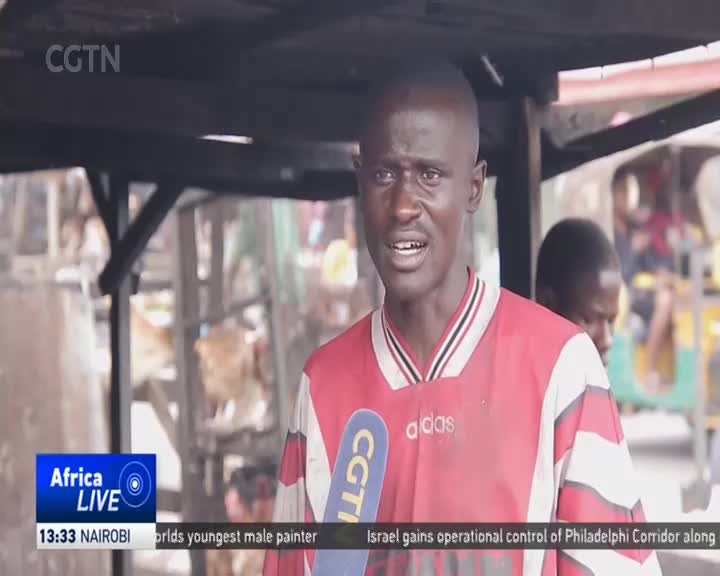 CGTN
adidas
CGTN
Africa
LIVE
13:33 NAIROBI
orlds youngest male painter Israel gains operational control of Philadelphi Corridor along